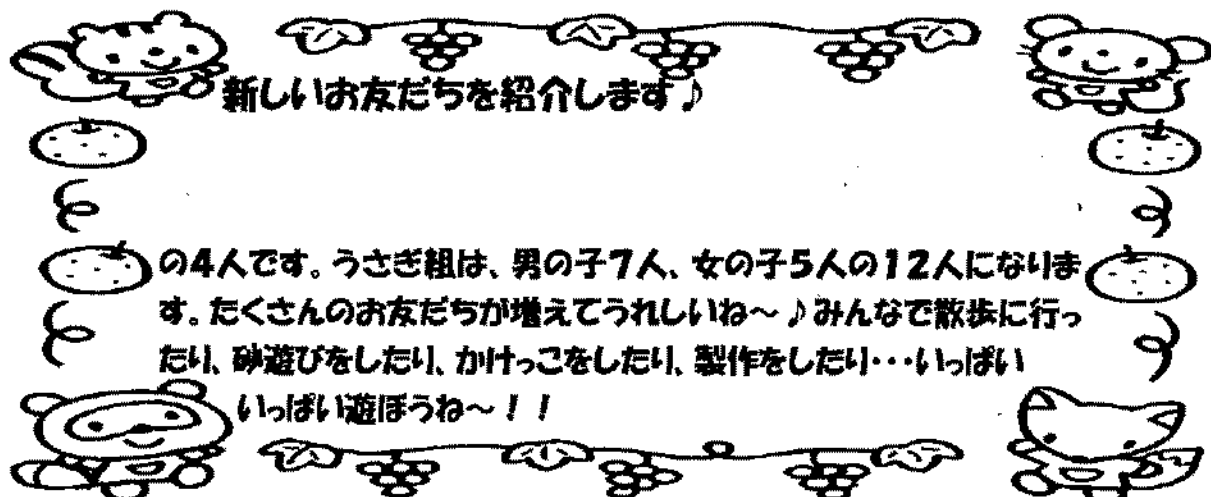 新しいお友だちを紹介します♪
の4人です。うさぎ組は、男の子7人、女の子5人の12人になりま
す。たくさんのお友だちが増えてうれしいね～♪みんなで散歩に行っ
たり、砂遊びをしたり、かけっこをしたり、製作をしたり・・・いっぱい
いっぱい遊ぼうね～！！